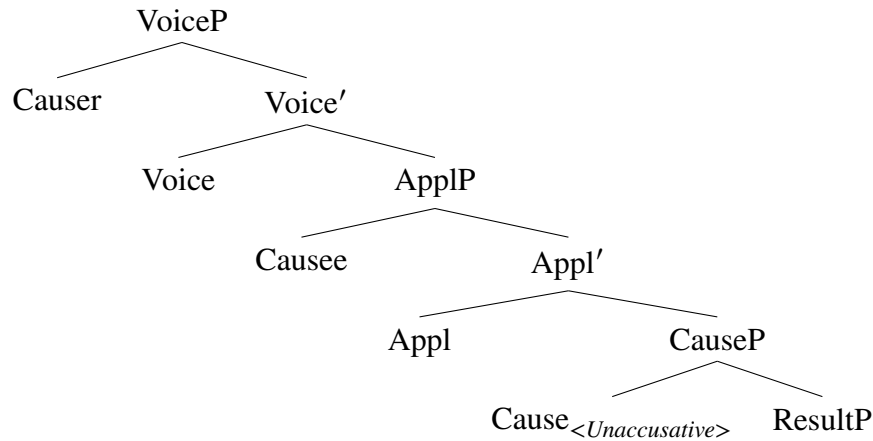 VoiceP
Causer Voice′
Voice ApplP
Causee Appl′
Appl CauseP
Cause<Unaccusative> ResultP